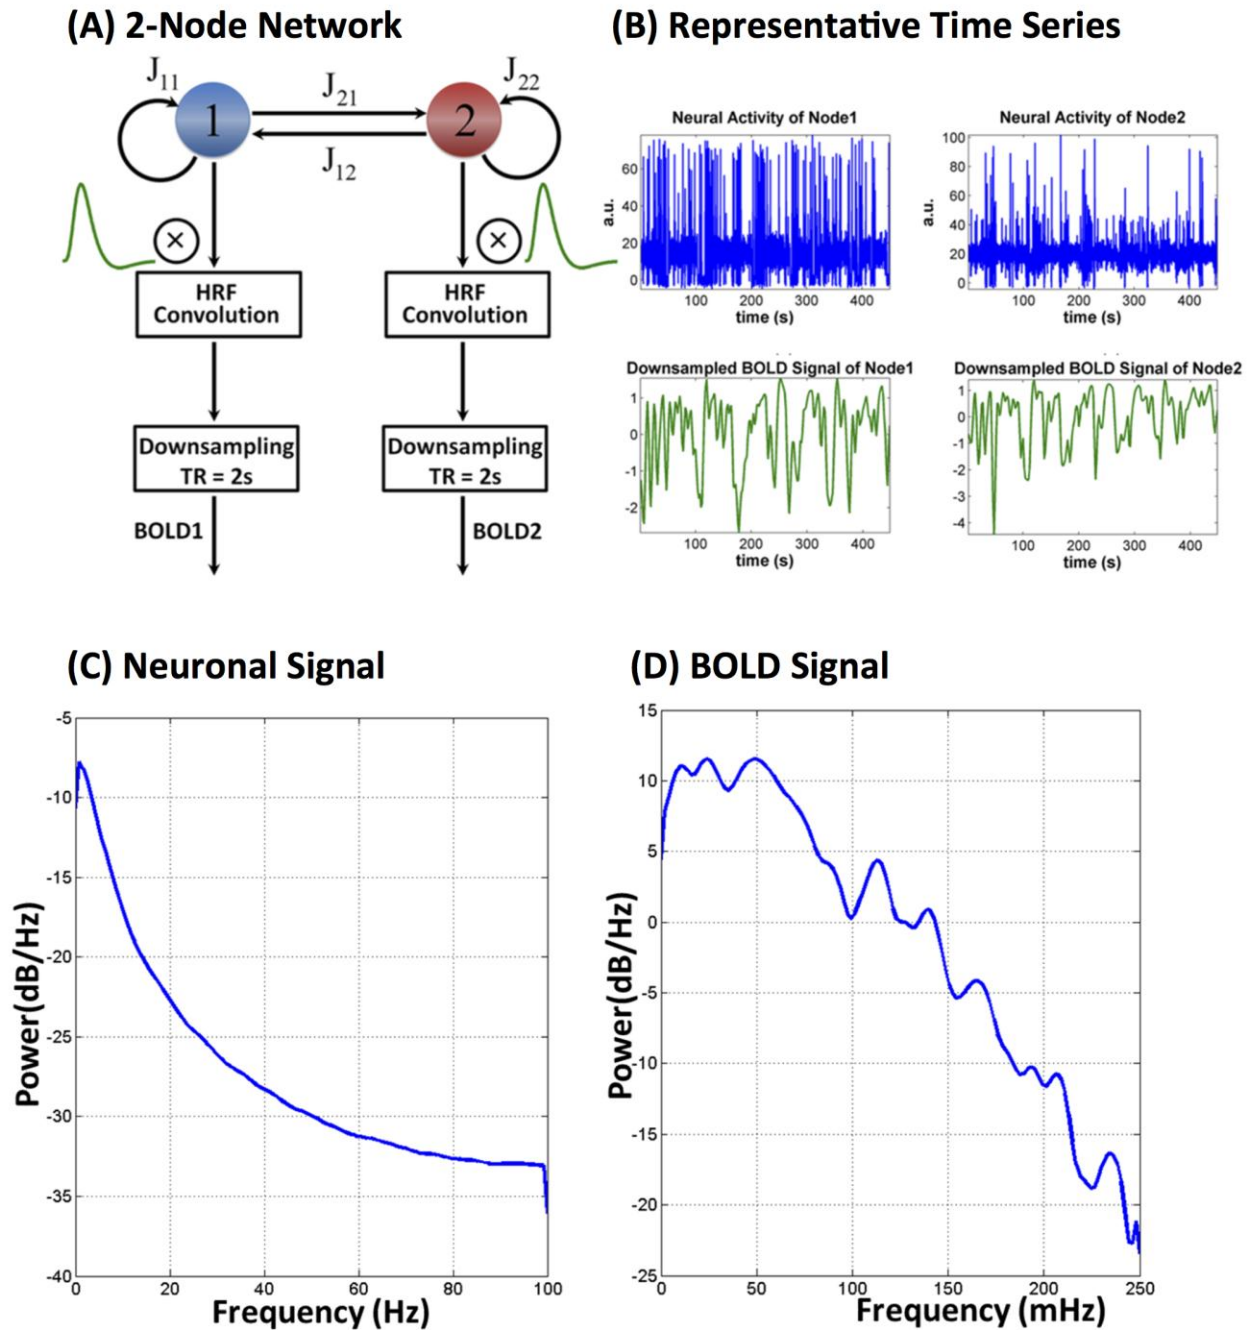 (A) 2-Node Network
J11
J21
J22
1
2
J12
HRF
Convolution
HRF
Convolution
Downsampling
TR = 2s
Downsampling
TR = 2s
BOLD1
BOLD2
(B) Representative Time Series
Neural Activity of Node1
a.u.
60
40
20
0
100 200 300 400
time (s)
Neural Activity of Node2
a.u.
100
80
60
40
20
0
100 200 300 400
time (s)
Downsampled BOLD Signal of Node1
1
0
-1
-2
100 200 300 400
time (s)
Downsampled BOLD Signal of Node2
1
0
-1
-2
-3
-4
100 200 300 400
time (s)
(C) Neuronal Signal
Power(dB/Hz)
-5
-10
-15
-20
-25
-30
-35
-40
0 20 40 60 80 100
Frequency (Hz)
(D) BOLD Signal
Power(dB/Hz)
15
10
5
0
-5
-10
-15
-20
-25
0 50 100 150 200 250
Frequency (mHz)